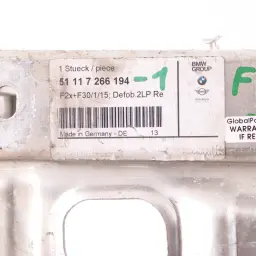 1 Stueck / piece
51 11 7 266 194 -1
F2x+F30/1/15; Defob.2LP Re
Made in Germany - DE 13
BMW
GROUP
F
GlobalPa
WARRA
IF RE